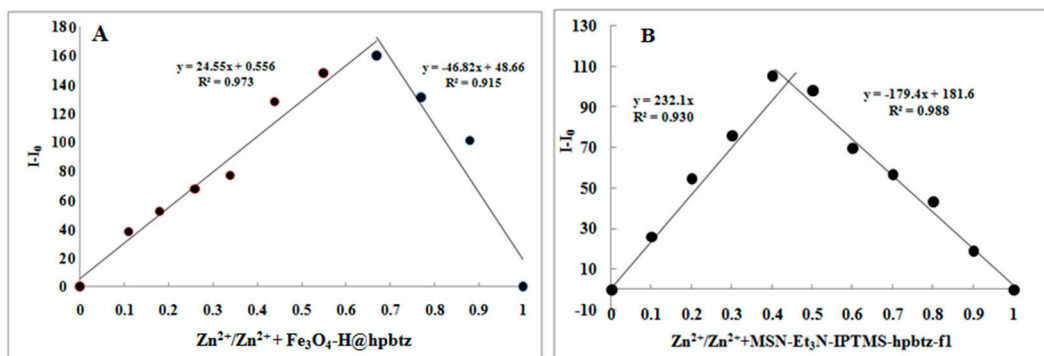 A
180
160
140
120
100
80
60
40
20
0
I-I₀
y = 24.55x + 0.556
R² = 0.973
y = -46.82x + 48.66
R² = 0.915
0 0.1 0.2 0.3 0.4 0.5 0.6 0.7 0.8 0.9 1
Zn²⁺/Zn²⁺ + Fe₃O₄-H@hpbtz
B
130
110
90
70
50
30
10
-10
I-I₀
y = 232.1x
R² = 0.930
y = -179.4x + 181.6
R² = 0.988
0 0.1 0.2 0.3 0.4 0.5 0.6 0.7 0.8 0.9 1
Zn²⁺/Zn²⁺+MSN-Et₃N-IPTMS-hpbtz-f1